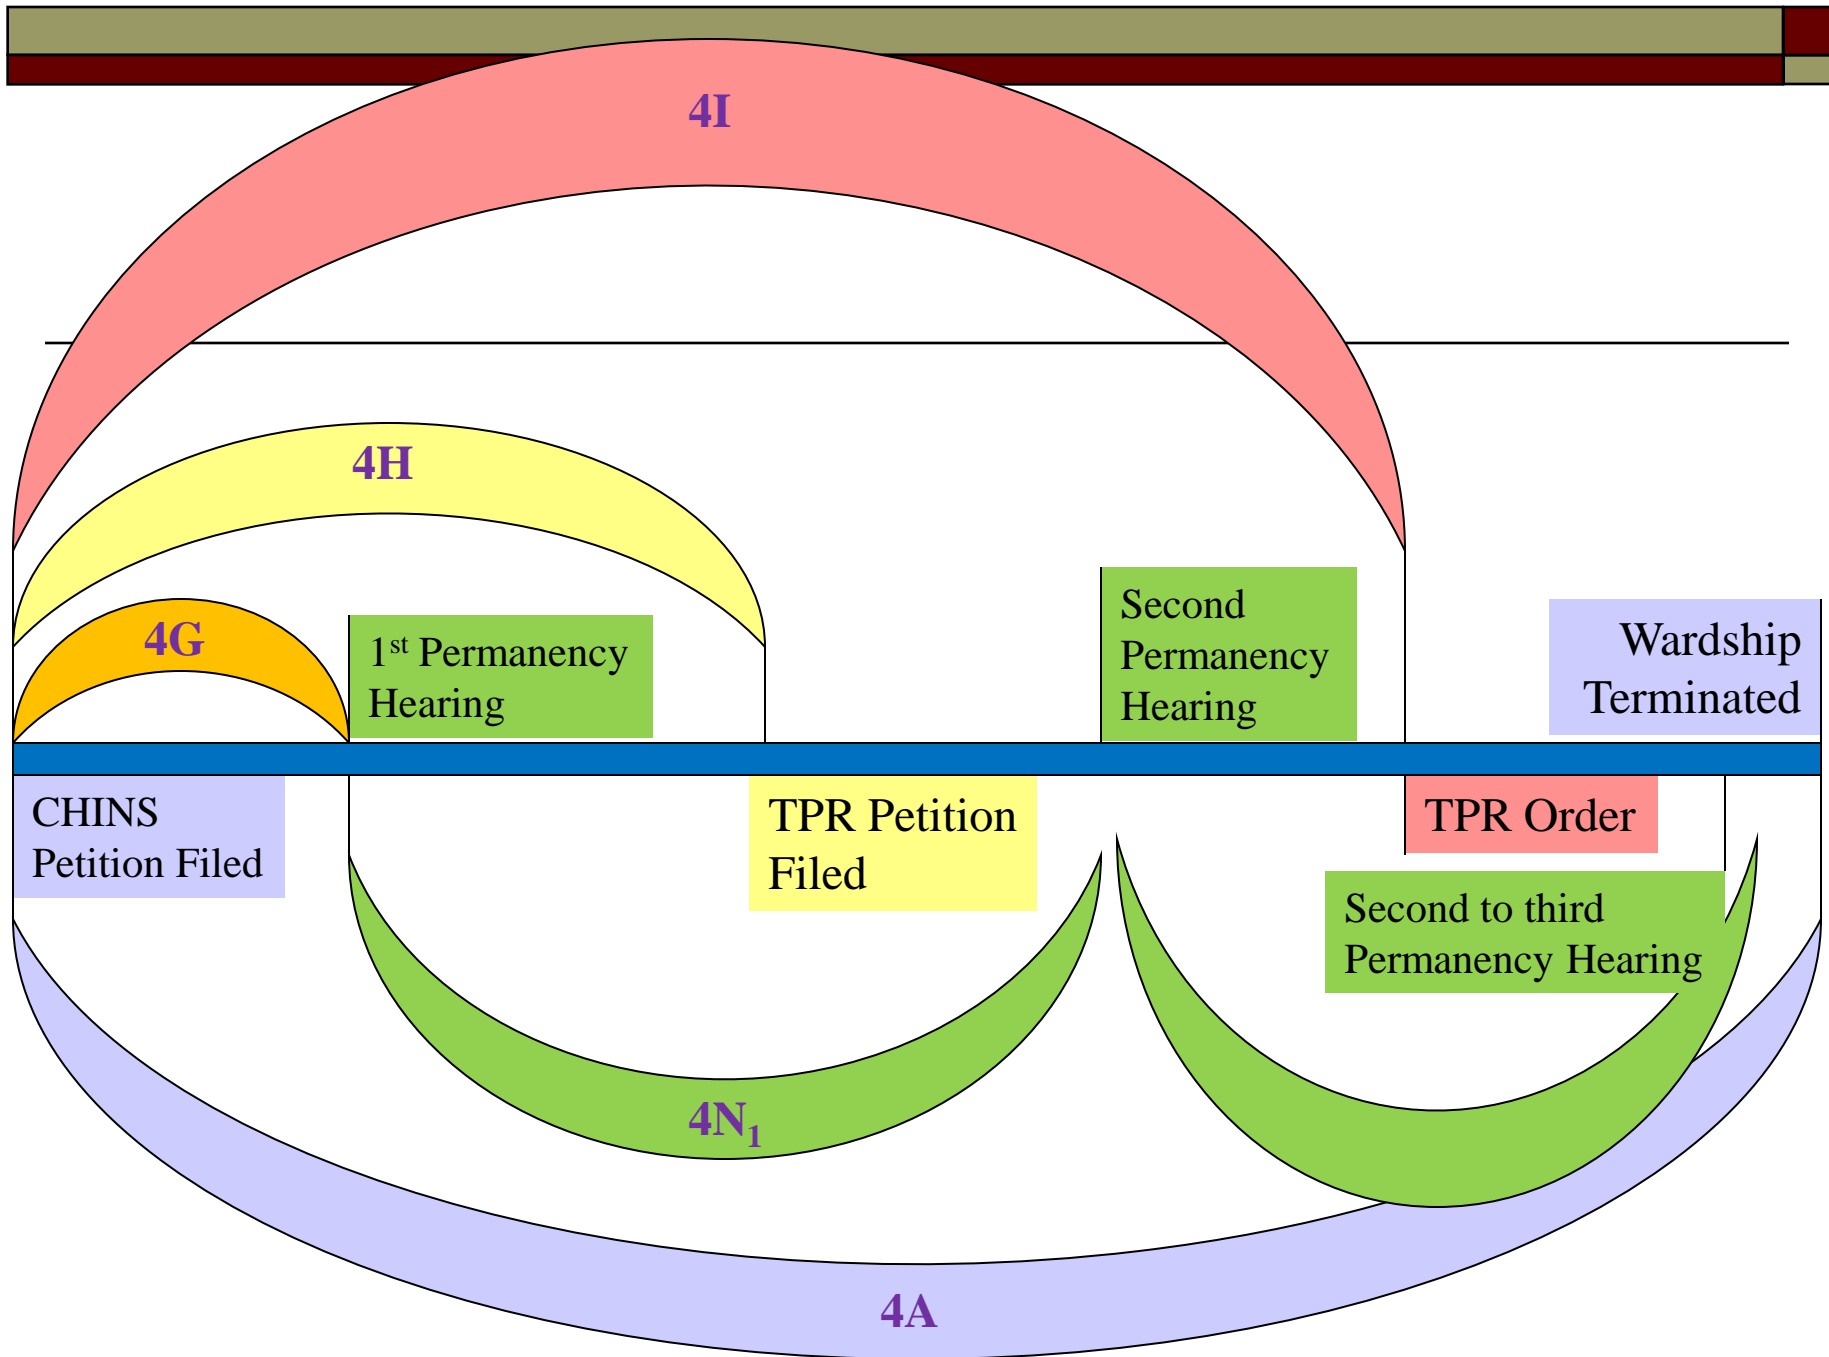 4I
4H
4G
1st Permanency
Hearing
Second
Permanency
Hearing
Wardship
Terminated
CHINS
Petition Filed
TPR Petition
Filed
TPR Order
Second to third
Permanency Hearing
4N1
4A